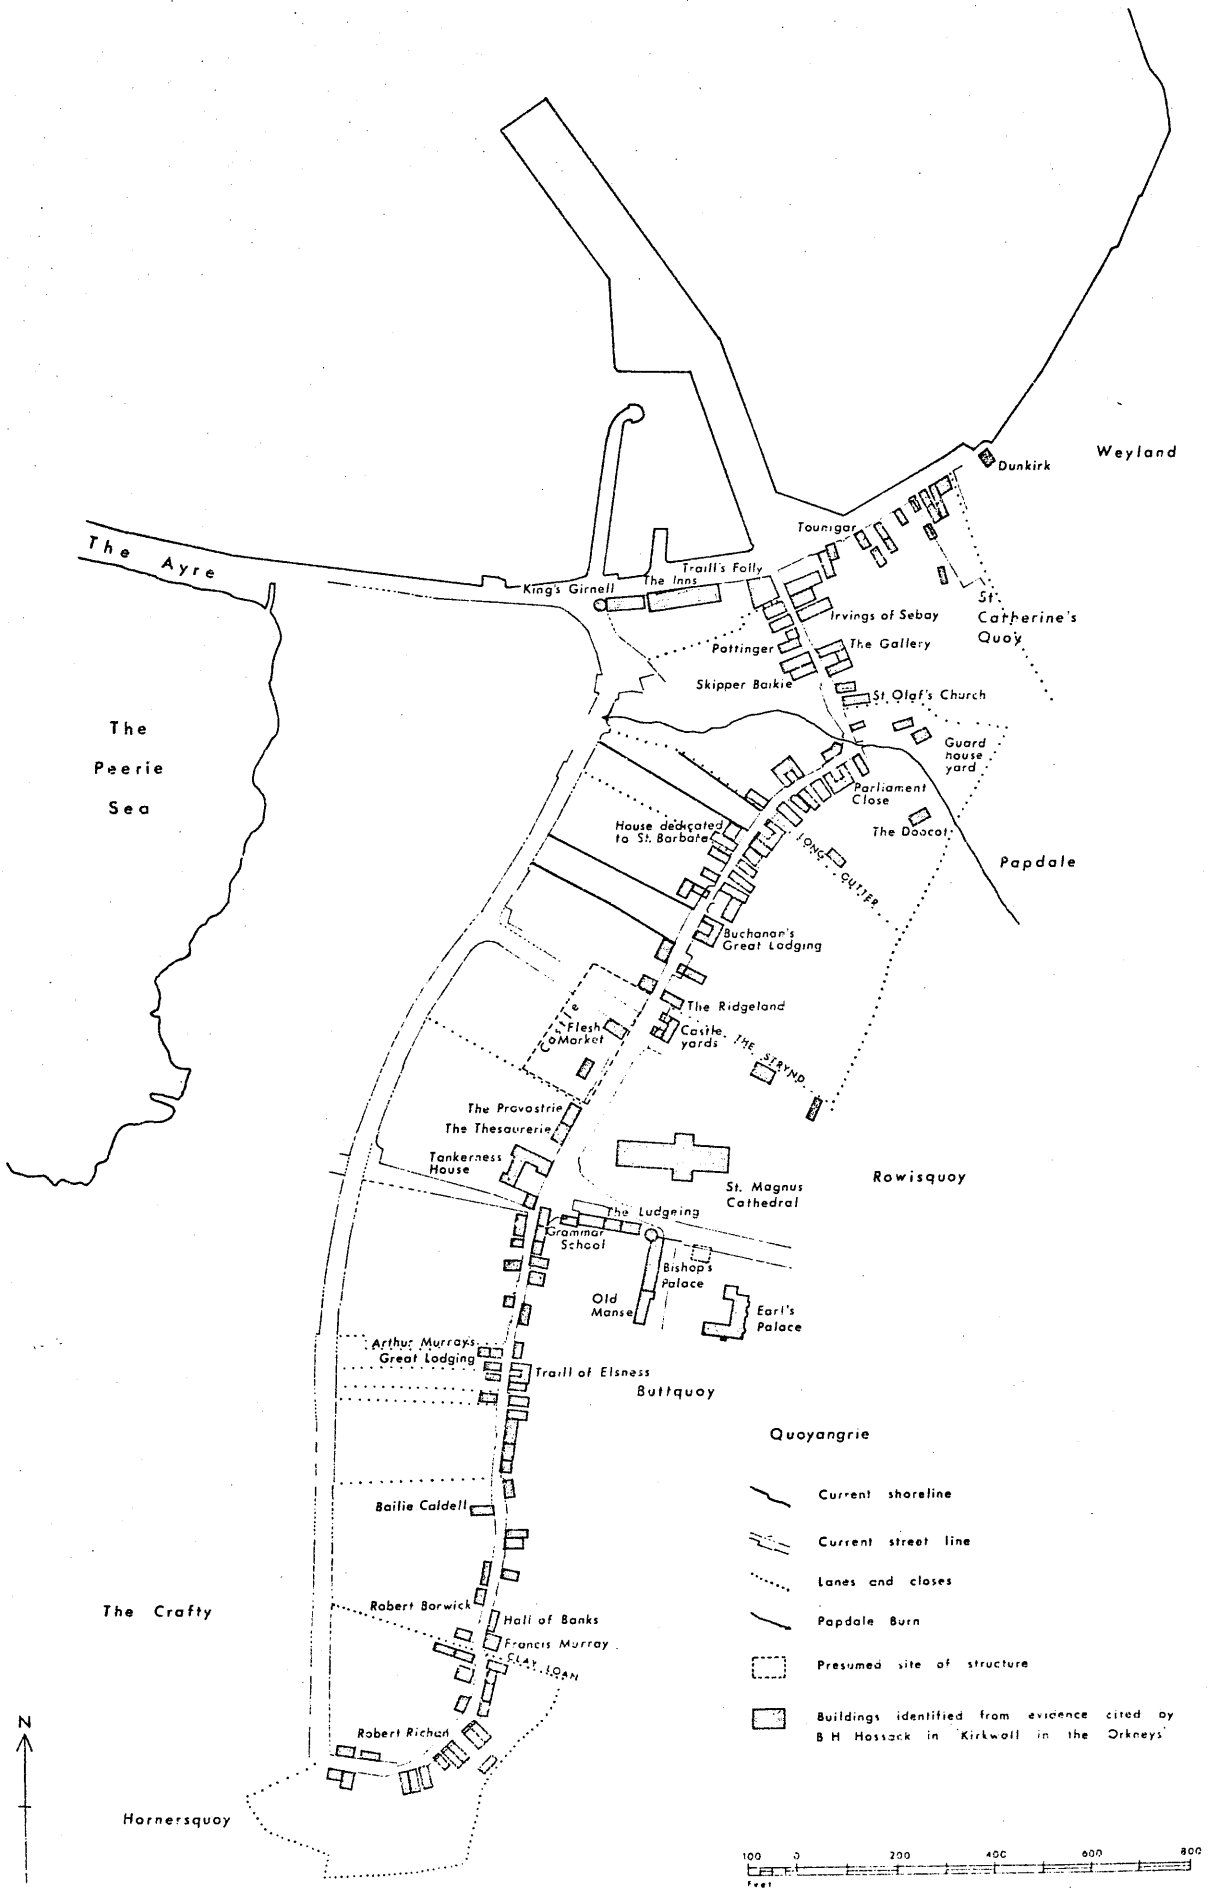 Weyland
Dunkirk
Tounigar
The Ayre
Traill's Folly
The Inns
King's Girnell
St
Catherine's
Quoy
Irvings of Sebay
Pottinger
The Gallery
Skipper Baikie
St Olaf's Church
The
Peerie
Sea
Guard
house
yard
Parliament
Close
The Doocot
House dedicated
to St. Barbara
LONG GUTTER
Papdale
Buchanan's
Great Lodging
The Ridgeland
Castle
Flesh
Market
Castle
yards
THE STRYND
The Provostrie
The Thesaurerie
Tankerness
House
St. Magnus
Cathedral
Rowisquoy
The Ludgeing
Grammar
School
Bishop's
Palace
Old
Manse
Earl's
Palace
Arthur Murray's
Great Lodging
Traill of Elsness
Buttquoy
Quoyangrie
Current shoreline
Bailie Caldell
Current street line
Lanes and closes
The Crafty
Robert Borwick
Hall of Banks
Papdale Burn
Francis Murray
CLAY LOAN
Presumed site of structure
Robert Richan
Buildings identified from evidence cited by
B H Hossack in 'Kirkwall in the Orkneys'
N
Hornersquoy
100 0 200 400 600 800
Feet